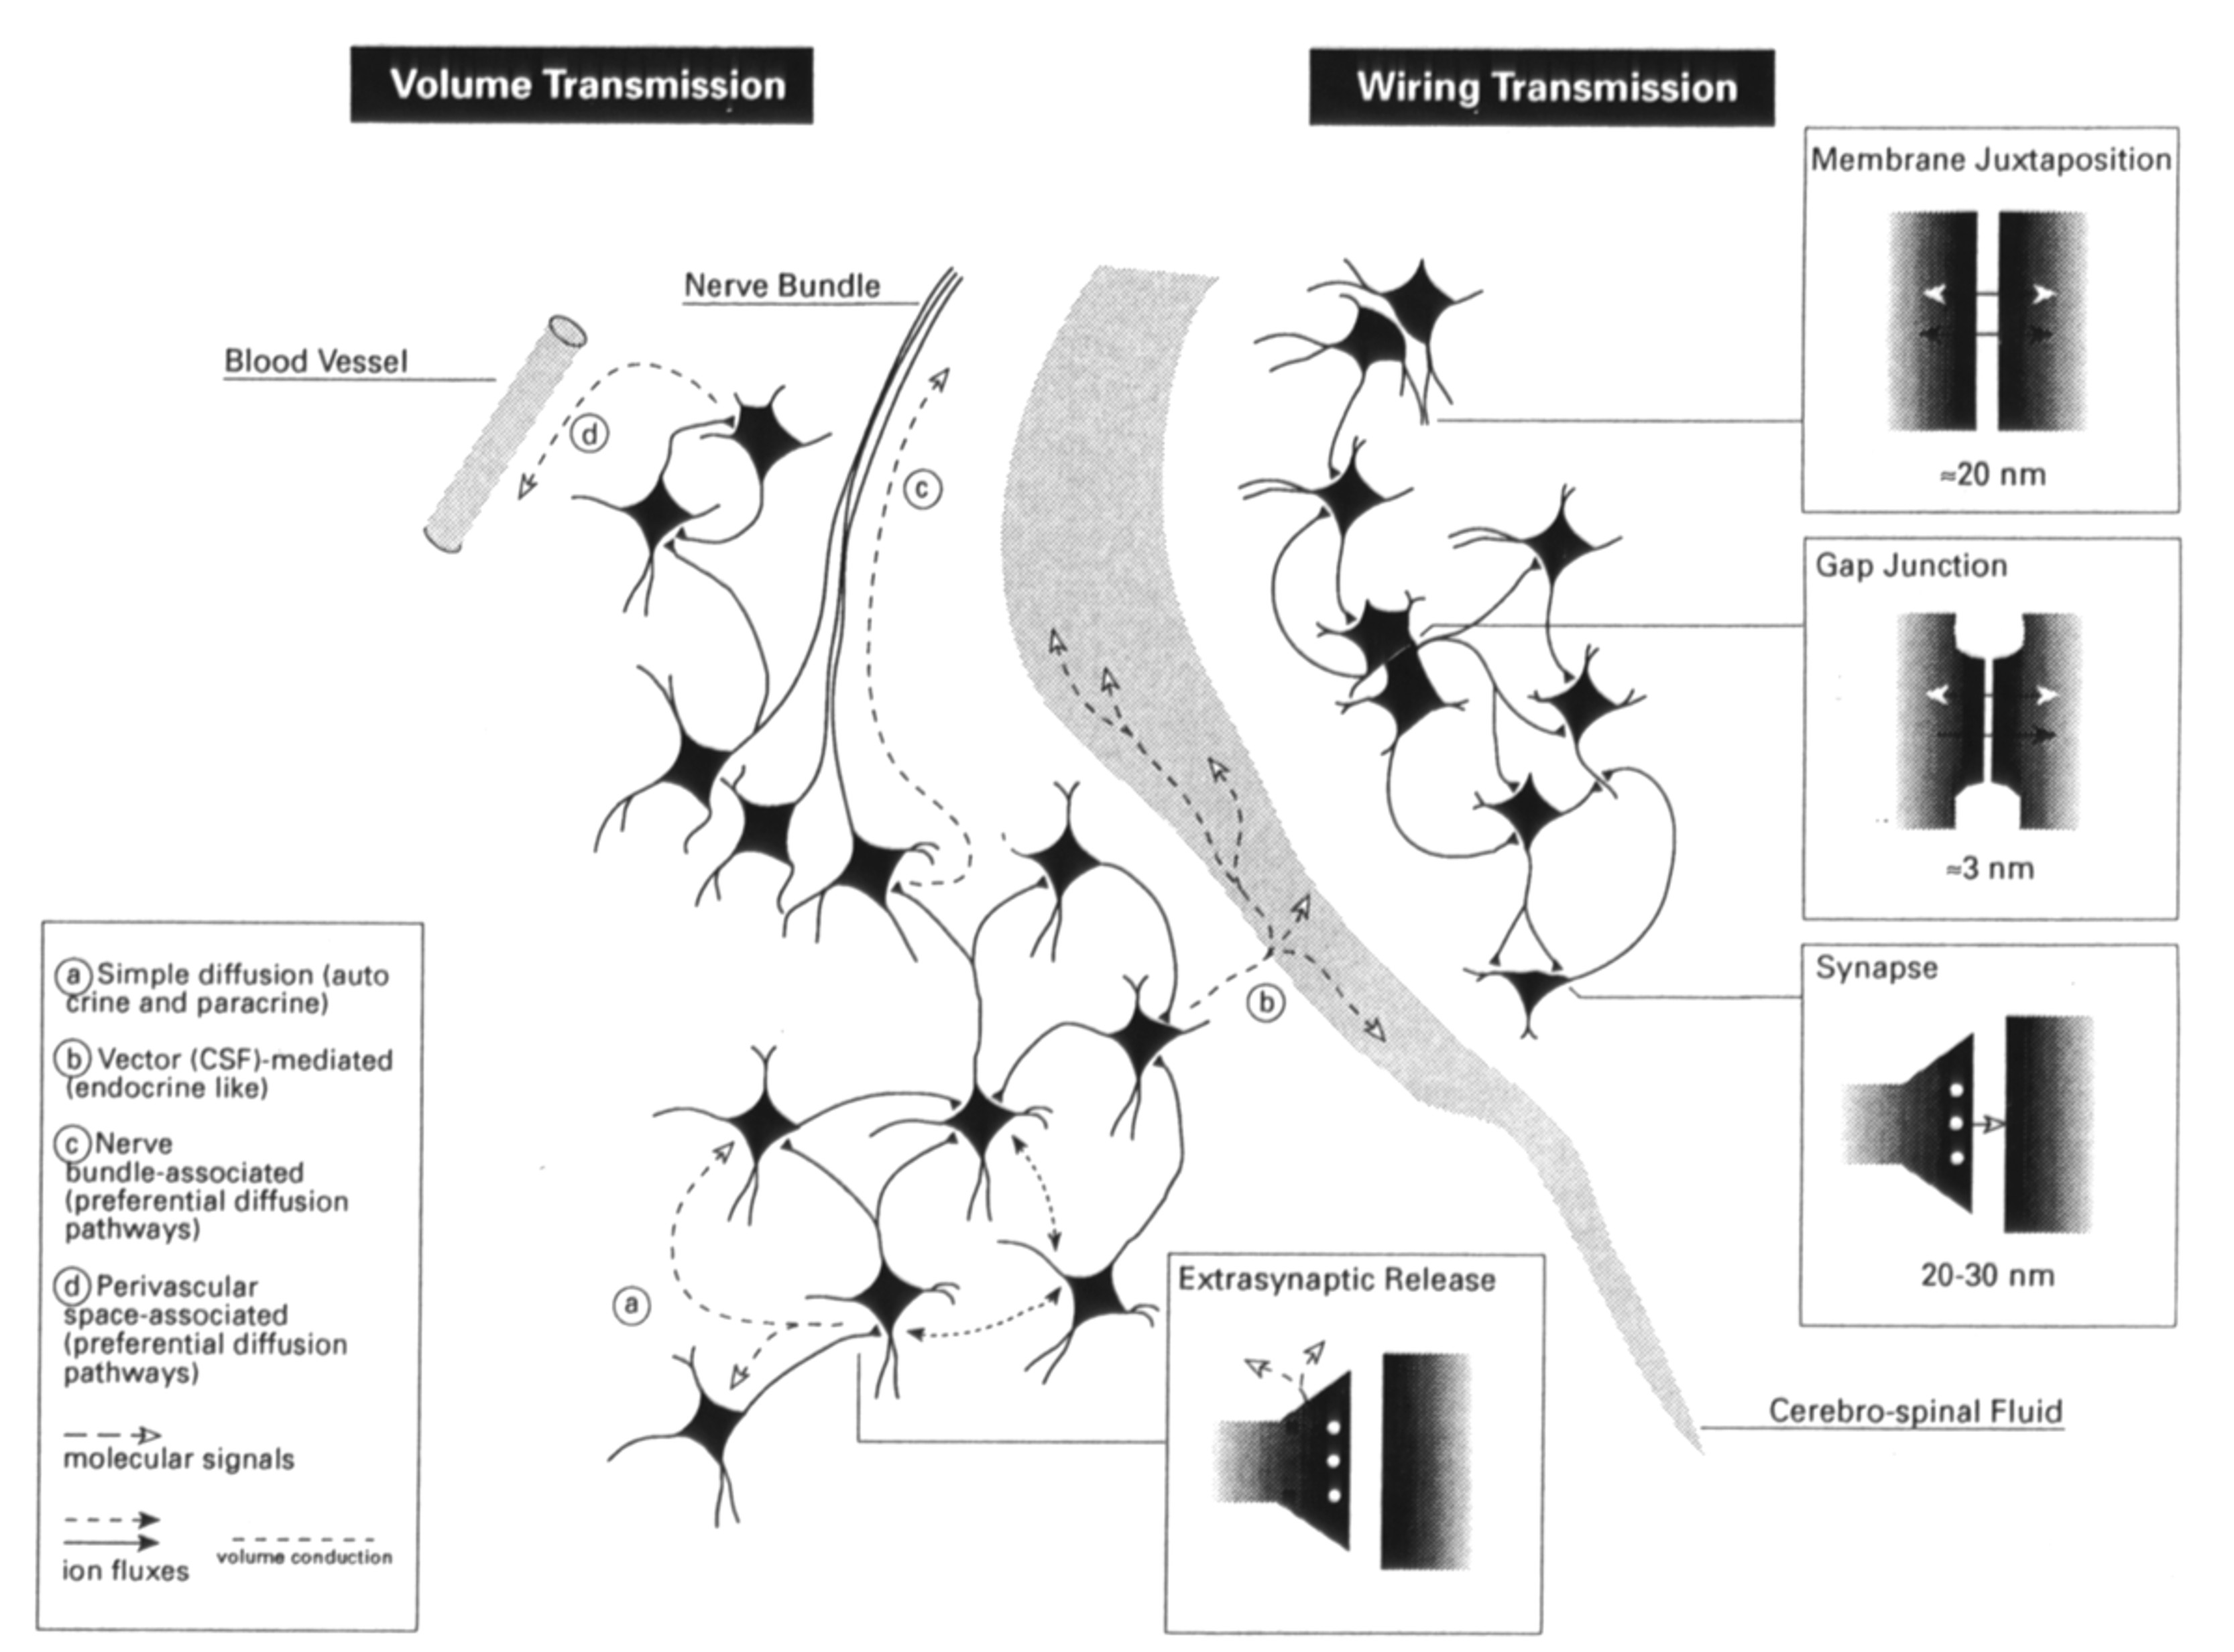 Volume Transmission
Wiring Transmission
Membrane Juxtaposition
≈20 nm
Nerve Bundle
Blood Vessel
d
c
Gap Junction
≈3 nm
b
a
Synapse
20-30 nm
Extrasynaptic Release
Cerebro-spinal Fluid
a Simple diffusion (auto
crine and paracrine)
b Vector (CSF)-mediated
(endocrine like)
c Nerve
bundle-associated
(preferential diffusion
pathways)
d Perivascular
space-associated
(preferential diffusion
pathways)
molecular signals
ion fluxes
volume conduction